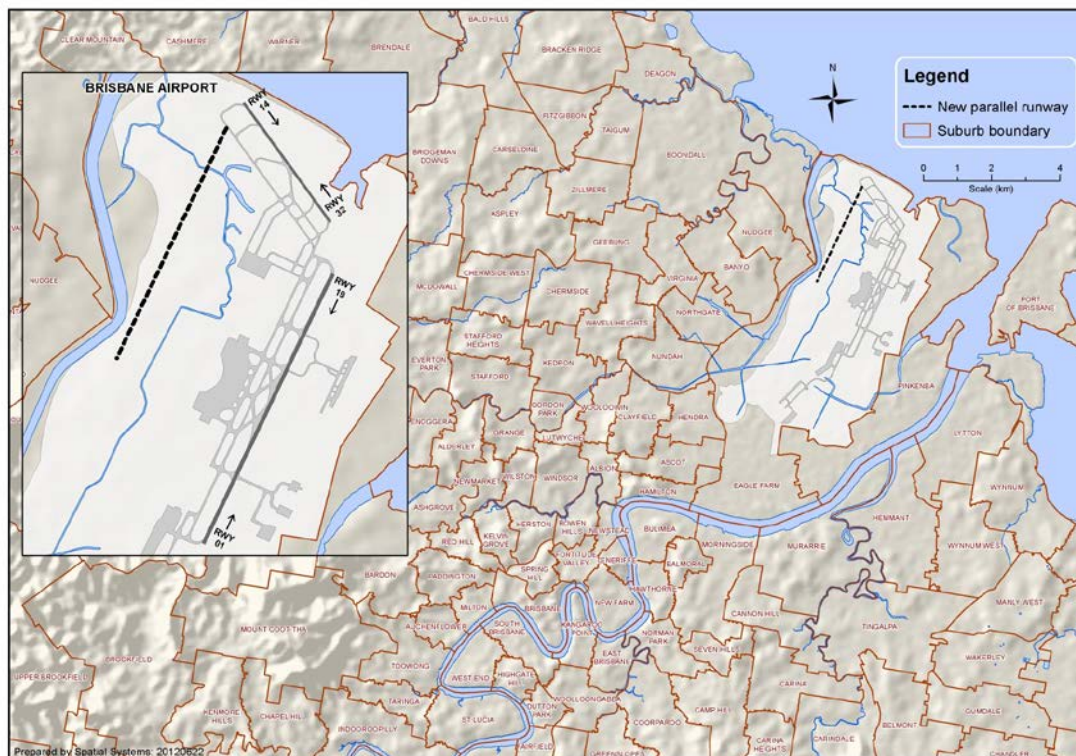 BALD HILLS
CLEAR MOUNTAIN
CASHMERE
WARNER
BRENDALE
BRACKEN RIDGE
DEAGON
FITZGIBBON
TAIGUM
BRIDGEMAN
DOWNS
CARSELDINE
BOONDALL
ZILLMERE
ASPLEY
GEEBUNG
NUDGEE
BANYO
VIRGINIA
CHERMSIDE WEST
MCDOWALL
CHERMSIDE
NORTHGATE
WAVELL HEIGHTS
STAFFORD
HEIGHTS
EVERTON
PARK
KEDRON
NUNDAH
STAFFORD
GORDON
PARK
WOOLOOWIN
CLAYFIELD
HENDRA
ENOGGERA
GRANGE
LUTWYCHE
ALDERLEY
ASCOT
NEWMARKET
WILSTON
WINDSOR
ALBION
PINKENBA
LYTTON
PORT OF
BRISBANE
EAGLE FARM
HAMILTON
ASHGROVE
HERSTON
BOWEN
HILLS
NEWSTEAD
BULIMBA
HEMMANT
WYNNUM
RED HILL
KELVIN
GROVE
MORNINGSIDE
MURARRIE
WYNNUM WEST
FORTITUDE
VALLEY
TENERIFFE
BALMORAL
BARDON
PADDINGTON
SPRING
HILL
HAWTHORNE
MILTON
BRISBANE
NEW FARM
CANNON HILL
MANLY WEST
MOUNT COOT-THA
AUCHENFLOWER
SOUTH
BRISBANE
KANGAROO
POINT
NORMAN
PARK
TINGALPA
BROOKFIELD
TOOWONG
EAST
BRISBANE
SEVEN HILLS
WAKERLEY
UPPER BROOKFIELD
WEST END
HIGHGATE
HILL
CARINA
TARINGA
WOOLLOONGABBA
KENMORE
HILLS
CHAPEL HILL
ST LUCIA
DUTTON
PARK
CAMP HILL
GUMDALE
INDOOROOPILLY
COORPAROO
BELMONT
CARINDALE
CARINA
HEIGHTS
FAIRFIELD
GREENSLOPES
CHANDLER
BRISBANE AIRPORT
RWY
14
RWY
32
RWY
19
RWY
01
NUDGEE
N
Legend
New parallel runway
Suburb boundary
0 1 2 4
Scale (km)
Prepared by Spatial Systems: 20120622